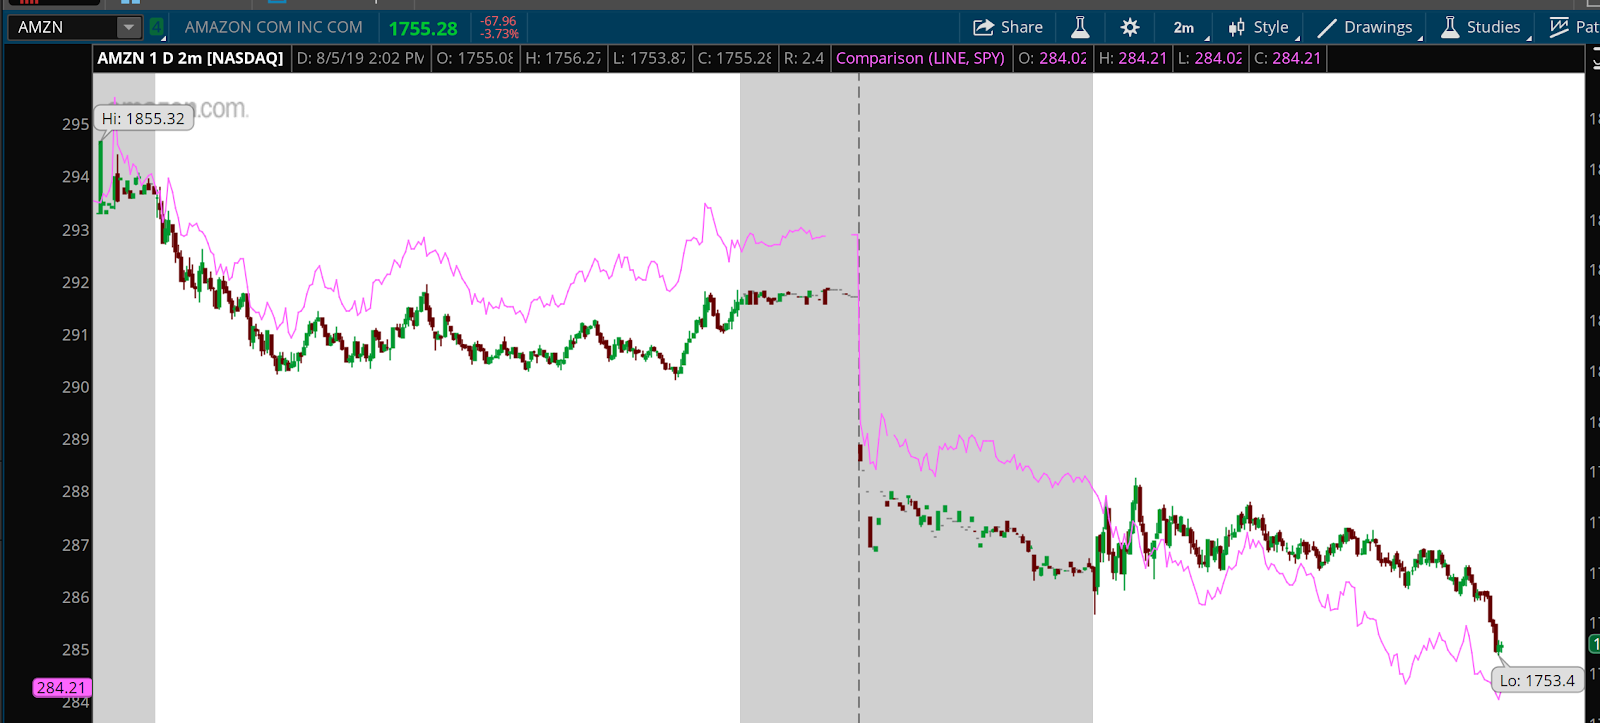 AMZN 4 AMAZON COM INC COM 1755.28 -67.96 -3.73% Share 2m Style Drawings Studies Pat
AMZN 1 D 2m [NASDAQ] D: 8/5/19 2:02 PM O: 1755.08 H: 1756.27 L: 1753.87 C: 1755.28 R: 2.4 Comparison (LINE, SPY) O: 284.02 H: 284.21 L: 284.02 C: 284.21
amazon.com.
Hi: 1855.32
295
294
293
292
291
290
289
288
287
286
285
284.21
284
Lo: 1753.4